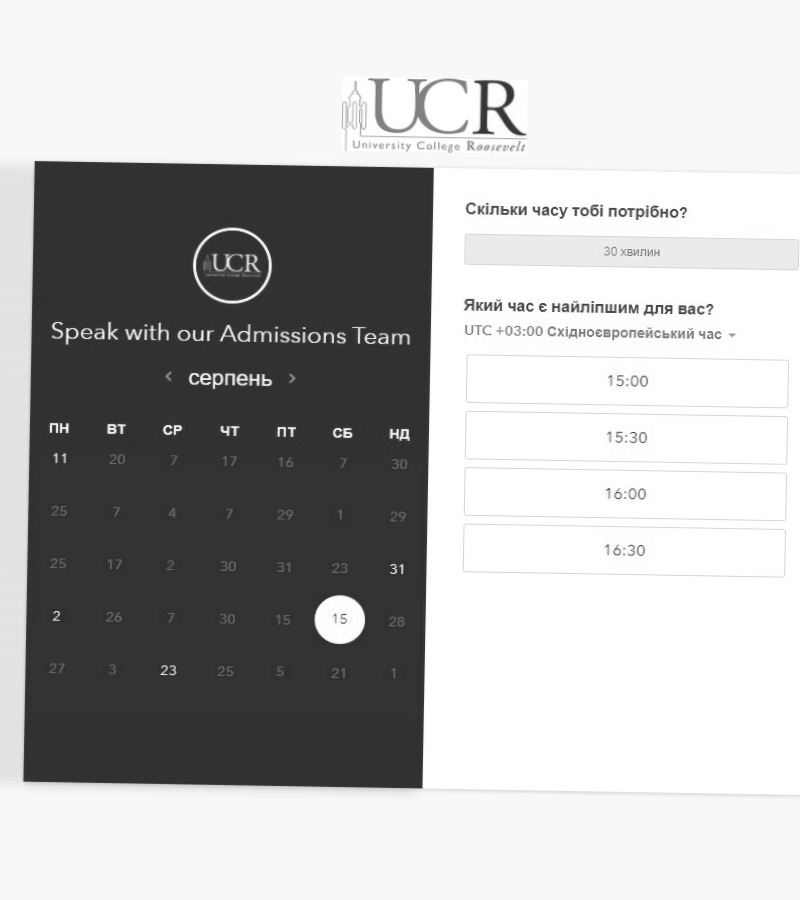 UCR
University College Roosevelt
UCR
University College Roosevelt
Speak with our Admissions Team
серпень
ПН ВТ СР ЧТ ПТ СБ НД
11 20 7 17 16 7 30
25 7 4 7 29 1 29
25 17 2 30 31 23 31
2 26 7 30 15 15 28
27 3 23 25 5 21 1
Скільки часу тобі потрібно?
30 хвилин
Який час є найліпшим для вас?
UTC +03:00 Східноєвропейський час
15:00
15:30
16:00
16:30